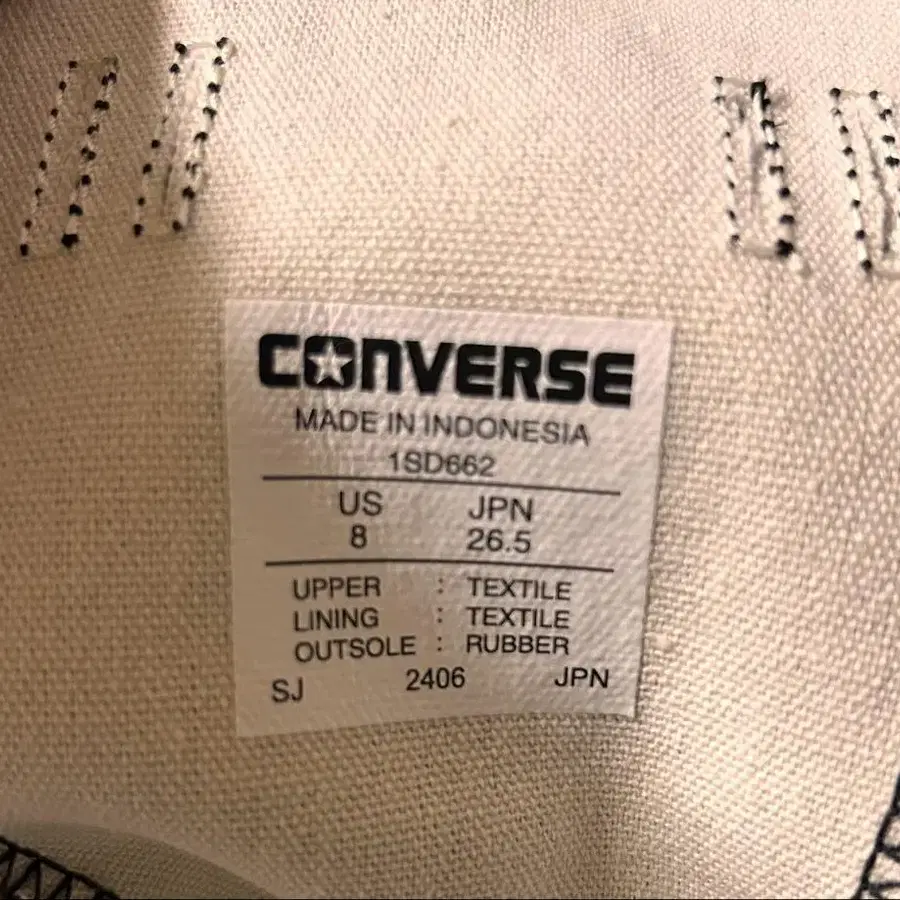 CONVERSE
MADE IN INDONESIA
1SD662
US JPN
8 26.5
UPPER : TEXTILE
LINING : TEXTILE
OUTSOLE : RUBBER
SJ 2406 JPN